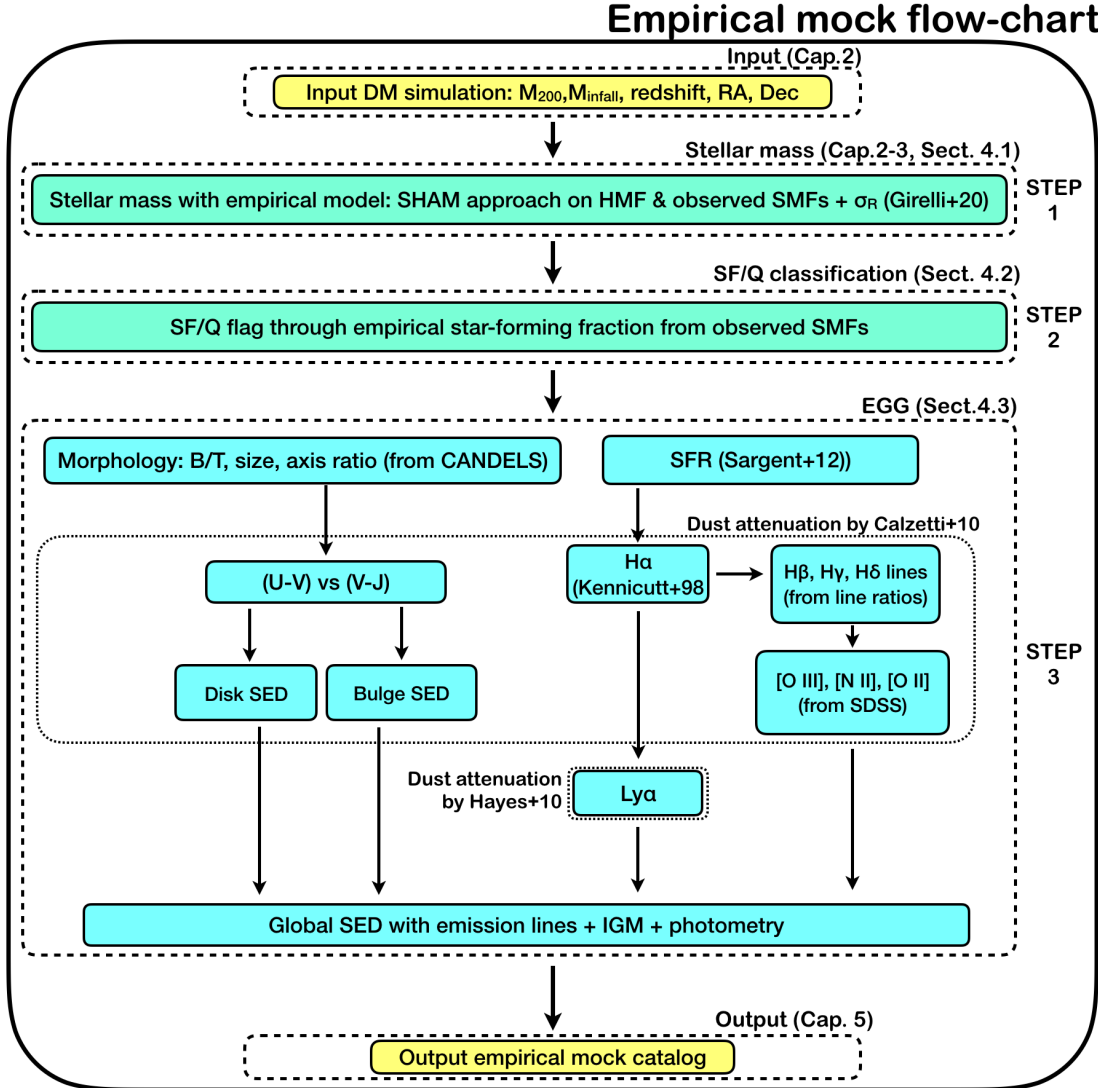 Empirical mock flow-chart
Input (Cap.2)
Input DM simulation: M200,Minfall, redshift, RA, Dec
Stellar mass (Cap.2-3, Sect. 4.1)
Stellar mass with empirical model: SHAM approach on HMF & observed SMFs + σR (Girelli+20)
STEP
1
SF/Q classification (Sect. 4.2)
SF/Q flag through empirical star-forming fraction from observed SMFs
STEP
2
EGG (Sect.4.3)
Morphology: B/T, size, axis ratio (from CANDELS)
SFR (Sargent+12))
Dust attenuation by Calzetti+10
(U-V) vs (V-J)
Hα
(Kennicutt+98
Hβ, Hγ, Hδ lines
(from line ratios)
Disk SED
Bulge SED
[O III], [N II], [O II]
(from SDSS)
STEP
3
Dust attenuation
by Hayes+10
Lyα
Global SED with emission lines + IGM + photometry
Output (Cap. 5)
Output empirical mock catalog